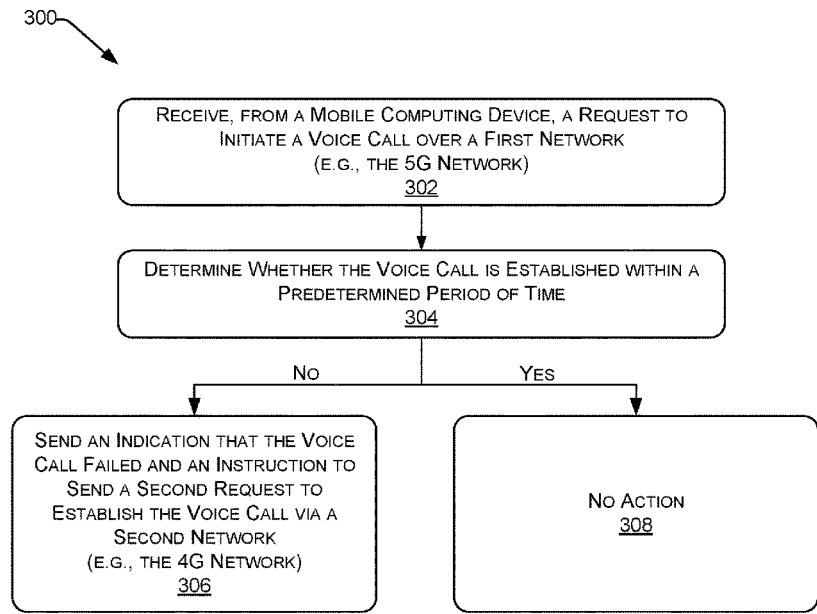 300
RECEIVE, FROM A MOBILE COMPUTING DEVICE, A REQUEST TO
INITIATE A VOICE CALL OVER A FIRST NETWORK
(E.G., THE 5G NETWORK)
302
DETERMINE WHETHER THE VOICE CALL IS ESTABLISHED WITHIN A
PREDETERMINED PERIOD OF TIME
304
NO
YES
SEND AN INDICATION THAT THE VOICE
CALL FAILED AND AN INSTRUCTION TO
SEND A SECOND REQUEST TO
ESTABLISH THE VOICE CALL VIA A
SECOND NETWORK
(E.G., THE 4G NETWORK)
306
NO ACTION
308